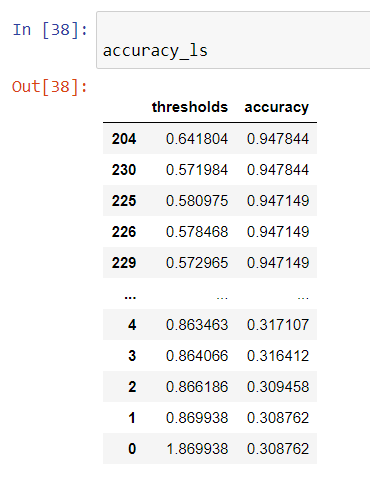 In [38]:
accuracy_ls
Out[38]:
thresholds accuracy
204 0.641804 0.947844
230 0.571984 0.947844
225 0.580975 0.947149
226 0.578468 0.947149
229 0.572965 0.947149
... ... ...
4 0.863463 0.317107
3 0.864066 0.316412
2 0.866186 0.309458
1 0.869938 0.308762
0 1.869938 0.308762